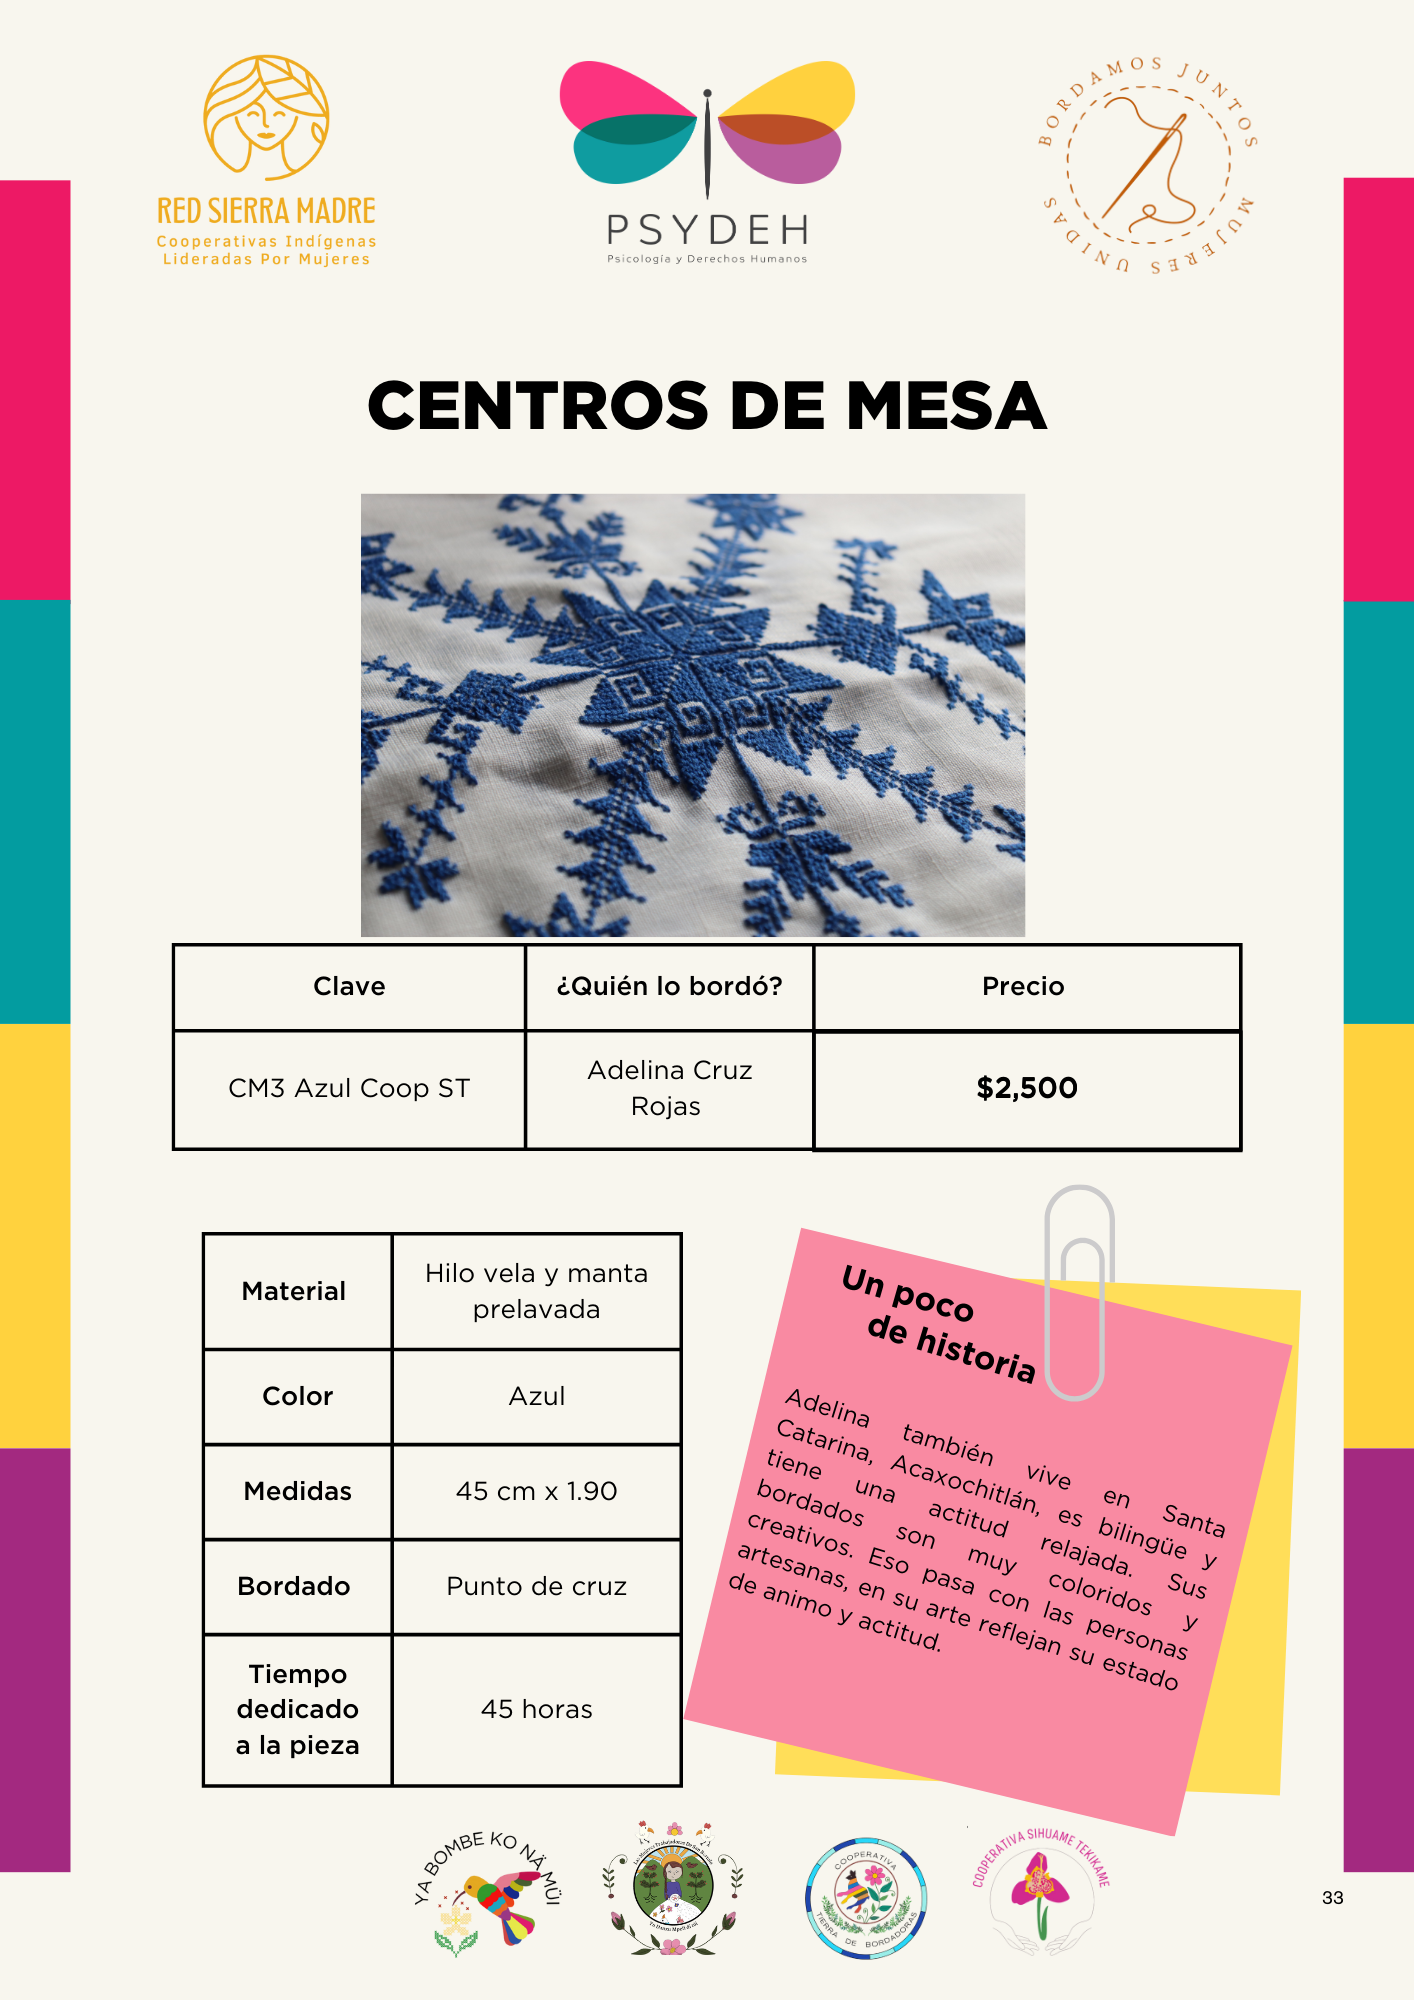 RED SIERRA MADRE
Cooperativas Indígenas
Lideradas Por Mujeres
PSYDEH
Psicología y Derechos Humanos
BORDAMOS JUNTOS
MUJERES UNIDAS
CENTROS DE MESA
Clave
¿Quién lo bordó?
Precio
CM3 Azul Coop ST
Adelina Cruz
Rojas
$2,500
Material
Hilo vela y manta
prelavada
Color
Azul
Medidas
45 cm x 1.90
Bordado
Punto de cruz
Tiempo
dedicado
a la pieza
45 horas
Un poco
de historia
Adelina también vive en Santa
Catarina, Acaxochitlán, es bilingüe y
tiene una actitud relajada. Sus
bordados son muy coloridos y
creativos. Eso pasa con las personas
artesanas, en su arte reflejan su estado
de animo y actitud.
YA BOMBE KO NÄ MÜI
COOPERATIVA
TIERRA DE BORDADORAS
COOPERATIVA SIHUAME TEKIKAME
33